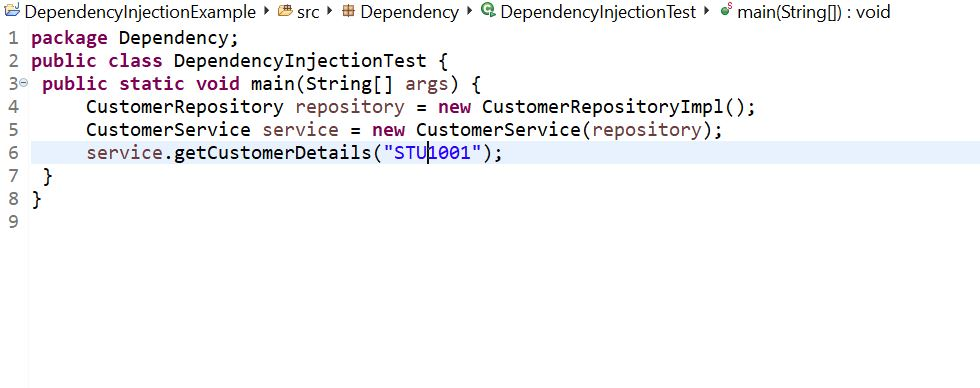 DependencyInjectionExample src Dependency DependencyInjectionTest main(String[]) : void
1 package Dependency;
2 public class DependencyInjectionTest {
3 public static void main(String[] args) {
4 CustomerRepository repository = new CustomerRepositoryImpl();
5 CustomerService service = new CustomerService(repository);
6 service.getCustomerDetails("STU1001");
7 }
8 }
9